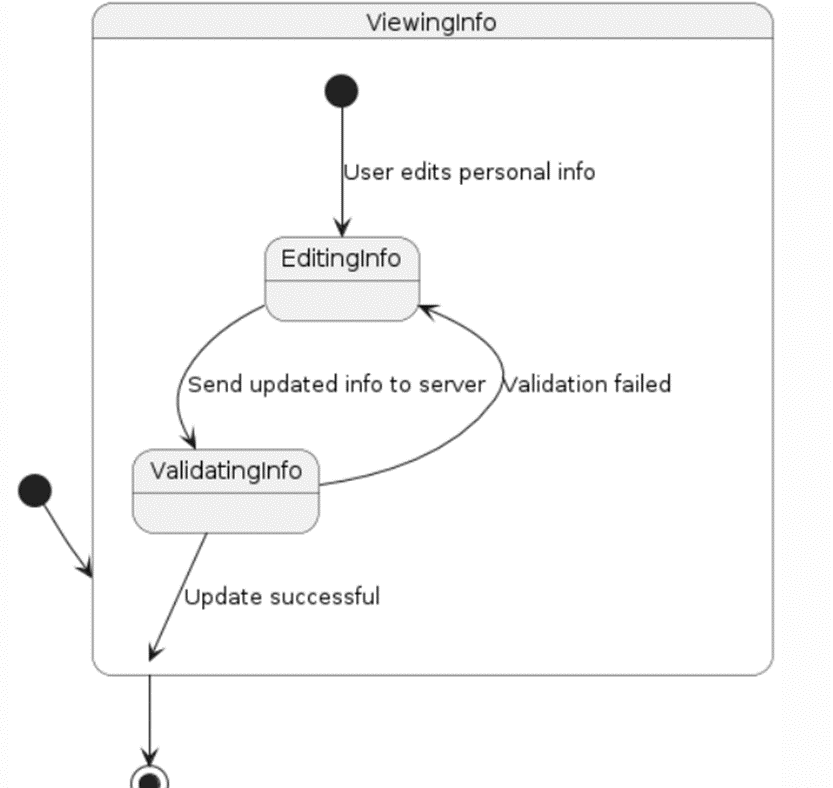 ViewingInfo
User edits personal info
EditingInfo
Send updated info to server
Validation failed
ValidatingInfo
Update successful